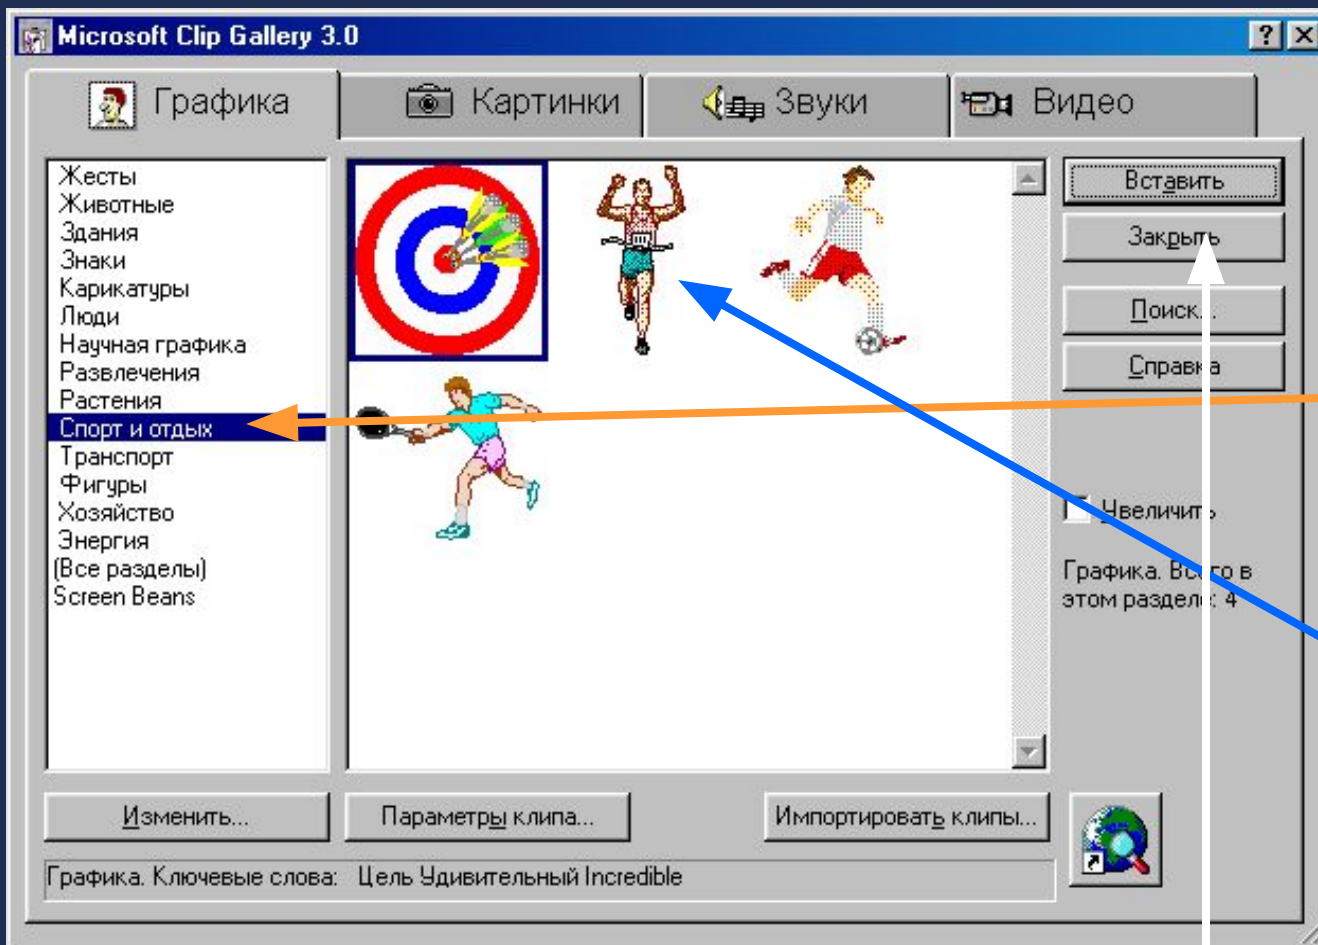 Microsoft Clip Gallery 3.0
Графика
Картинки
Звуки
Видео
Жесты
Животные
Здания
Знаки
Карикатуры
Люди
Научная графика
Развлечения
Растения
Спорт и отдых
Транспорт
Фигуры
Хозяйство
Энергия
(Все разделы)
Screen Beans
Вставить
Закрыть
Поиск...
Справка
Увеличить
Графика. Всего в
этом разделе: 4
Изменить...
Параметры клипа...
Импортировать клипы...
Графика. Ключевые слова: Цель Удивительный Incredible